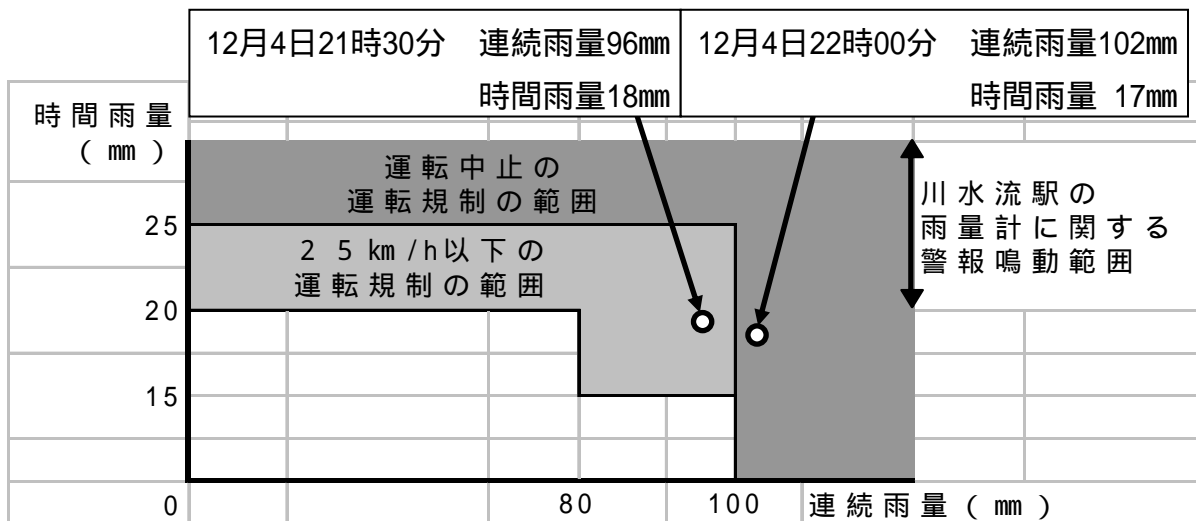 12月4日21時30分　連続雨量96mm
時間雨量18mm
12月4日22時00分　連続雨量102mm
時間雨量 17mm
時間雨量
(mm)
運転中止の
運転規制の範囲
川水流駅の
雨量計に関する
警報鳴動範囲
25
25km/h以下の
運転規制の範囲
20
15
0
80
100
連続雨量(mm)